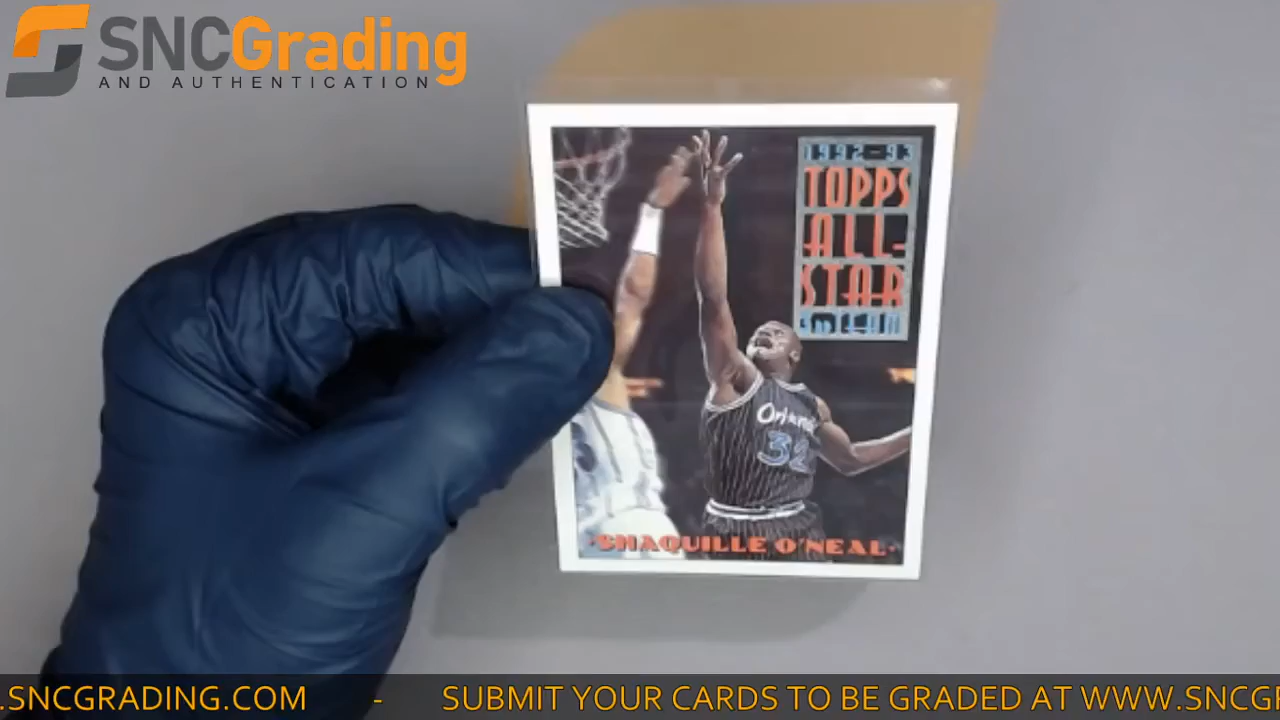 SNCGrading
AND AUTHENTICATION
1992-93
TOPPS
ALL-
STAR
Orlando
32
·SHAQUILLE O'NEAL·
.SNCGRADING.COM - SUBMIT YOUR CARDS TO BE GRADED AT WWW.SNCG